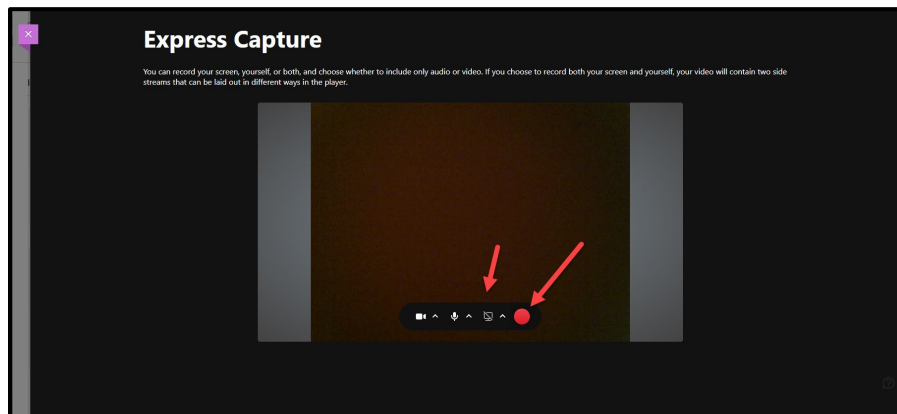 Express Capture
You can record your screen, yourself, or both, and choose whether to include only audio or video. If you choose to record both your screen and yourself, your video will contain two side
streams that can be laid out in different ways in the player.